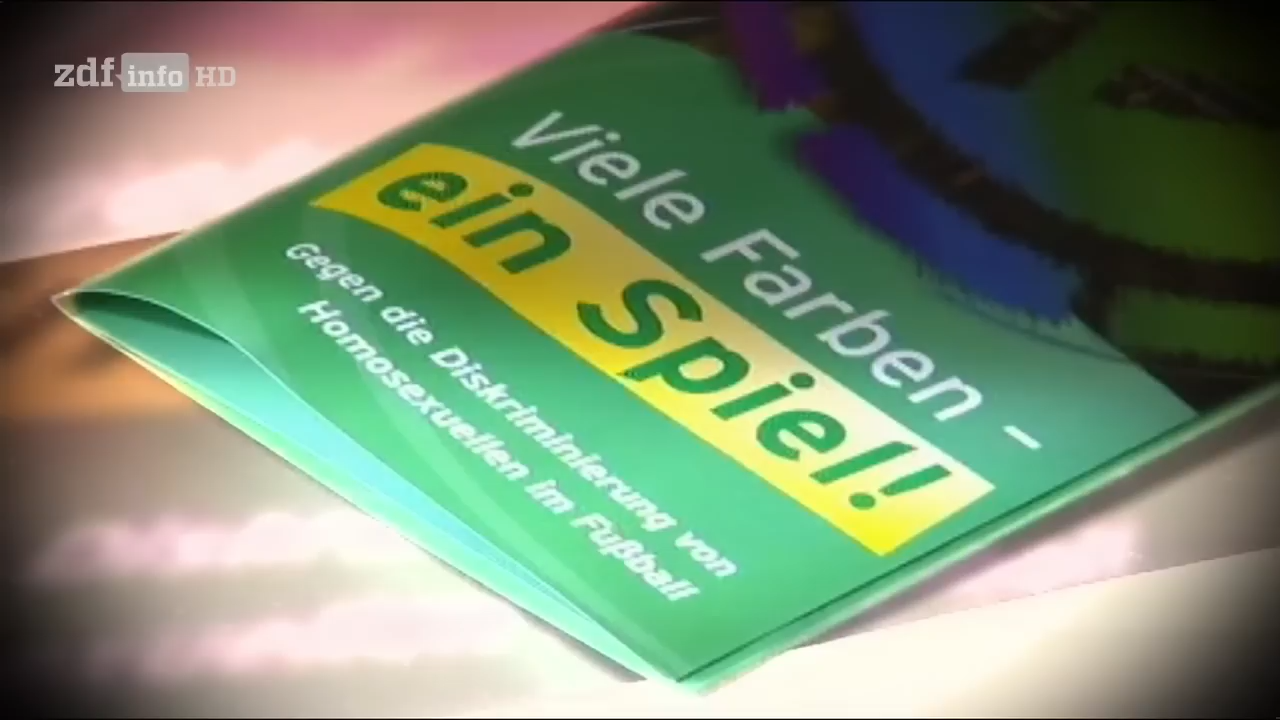 zdf info HD
Viele Farben –
ein Spiel!
Gegen die Diskriminierung von
Homosexuellen im Fußball